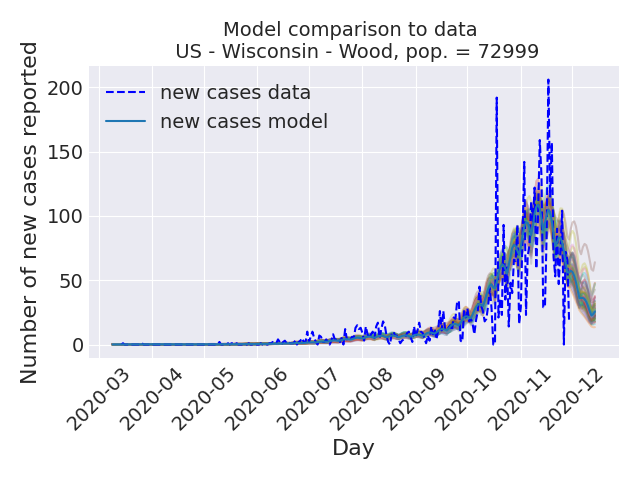 Model comparison to data
US - Wisconsin - Wood, pop. = 72999
Number of new cases reported
200
150
100
50
0
new cases data
new cases model
2020-03
2020-04
2020-05
2020-06
2020-07
2020-08
2020-09
2020-10
2020-11
2020-12
Day